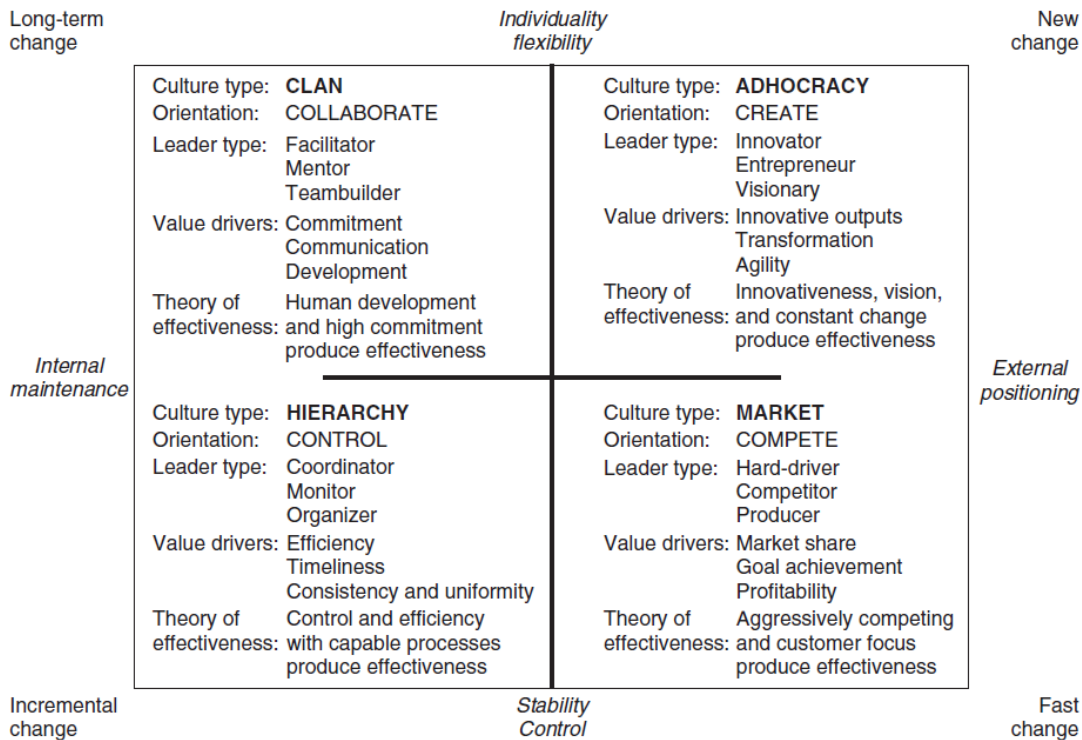 Long-term
change
Individuality
flexibility
New
change
Culture type: CLAN
Orientation: COLLABORATE
Leader type: Facilitator
Mentor
Teambuilder
Value drivers: Commitment
Communication
Development
Theory of Human development
effectiveness: and high commitment
produce effectiveness
Culture type: ADHOCRACY
Orientation: CREATE
Leader type: Innovator
Entrepreneur
Visionary
Value drivers: Innovative outputs
Transformation
Agility
Theory of Innovativeness, vision,
effectiveness: and constant change
produce effectiveness
Internal
maintenance
External
positioning
Culture type: HIERARCHY
Orientation: CONTROL
Leader type: Coordinator
Monitor
Organizer
Value drivers: Efficiency
Timeliness
Consistency and uniformity
Theory of Control and efficiency
effectiveness: with capable processes
produce effectiveness
Culture type: MARKET
Orientation: COMPETE
Leader type: Hard-driver
Competitor
Producer
Value drivers: Market share
Goal achievement
Profitability
Theory of Aggressively competing
effectiveness: and customer focus
produce effectiveness
Incremental
change
Stability
Control
Fast
change